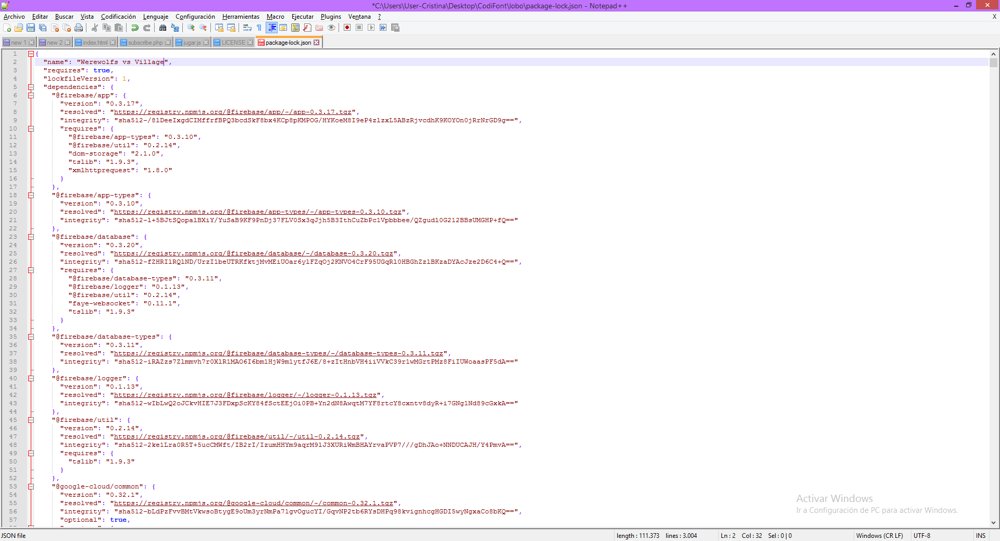 *C:\Users\User-Cristina\Desktop\CodiFont\lobo\package-lock.json - Notepad++
Archivo Editar Buscar Vista Codificación Lenguaje Configuración Herramientas Macro Ejecutar Plugins Ventana ? X
new 1 new 2 index.html subscribe.php jugar.js LICENSE package-lock.json
1 {
2 "name": "Werewolfs vs Village",
3 "requires": true,
4 "lockfileVersion": 1,
5 "dependencies": {
6 "@firebase/app": {
7 "version": "0.3.17",
8 "resolved": "https://registry.npmjs.org/@firebase/app/-/app-0.3.17.tgz",
9 "integrity": "sha512-/8lDeeIxgdCIMffrfBPQ3bcdSkF8bx4KCp8pKMPOG/HYKoeM8I9eP4zlzxL5ABzRjvcdhK9KOYOn0jRrNrGD9g==",
10 "requires": {
11 "@firebase/app-types": "0.3.10",
12 "@firebase/util": "0.2.14",
13 "dom-storage": "2.1.0",
14 "tslib": "1.9.3",
15 "xmlhttprequest": "1.8.0"
16 }
17 },
18 "@firebase/app-types": {
19 "version": "0.3.10",
20 "resolved": "https://registry.npmjs.org/@firebase/app-types/-/app-types-0.3.10.tgz",
21 "integrity": "sha512-l+5BJtSQopalBXiY/YuSaB9KF9PnDj37FLV0Sx3qJjh5B3IthCuZbPc1Vpbbbee/QZgudl0G212BBsUMGHP+fQ=="
22 },
23 "@firebase/database": {
24 "version": "0.3.20",
25 "resolved": "https://registry.npmjs.org/@firebase/database/-/database-0.3.20.tgz",
26 "integrity": "sha512-fZHRIlRQlND/UrzI1beUTRKfktjMvMEiUOar6ylFZqOj2KNVO4CrF95UGqRl0HBGhZzlBKzaDYAcJze2D6C4+Q==",
27 "requires": {
28 "@firebase/database-types": "0.3.11",
29 "@firebase/logger": "0.1.13",
30 "@firebase/util": "0.2.14",
31 "faye-websocket": "0.11.1",
32 "tslib": "1.9.3"
33 }
34 },
35 "@firebase/database-types": {
36 "version": "0.3.11",
37 "resolved": "https://registry.npmjs.org/@firebase/database-types/-/database-types-0.3.11.tgz",
38 "integrity": "sha512-iRAZzs7Zlmmvh7r0XlR1MAO6I6bm1HjW9m1ytfJ6E/8+zItHnbVH4iiVVkC39r1wMGrtPMz8FiIUWoaasPF5dA=="
39 },
40 "@firebase/logger": {
41 "version": "0.1.13",
42 "resolved": "https://registry.npmjs.org/@firebase/logger/-/logger-0.1.13.tgz",
43 "integrity": "sha512-wIbLwQ2oJCkvHIE7J3FDxpScKY84fSctEEjOi0PB+Yn2dN8AwqtM7YF8rtcY8cxntv8dyR+i7GNg1Nd89cGxkA=="
44 },
45 "@firebase/util": {
46 "version": "0.2.14",
47 "resolved": "https://registry.npmjs.org/@firebase/util/-/util-0.2.14.tgz",
48 "integrity": "sha512-2ke1Lra0R5T+5ucCMWft/IB2rI/IzumHHYm9aqrM9lJ3XURiWmBHAYrvaPVP7///gDhJAo+NNDUCAJH/Y4PmvA==",
49 "requires": {
50 "tslib": "1.9.3"
51 }
52 },
53 "@google-cloud/common": {
54 "version": "0.32.1",
55 "resolved": "https://registry.npmjs.org/@google-cloud/common/-/common-0.32.1.tgz",
56 "integrity": "sha512-bLdPzFvvBMtVkwsoBtygE9oUm3yrNmPa71gvOgucYI/GqvNP2tb6RYsDHPq98kvignhcgHGDI5wyNgxaCo8bKQ==",
57 "optional": true,
Activar Windows
Ir a Configuración de PC para activar Windows.
JSON file length : 111.373 lines : 3.004 Ln : 2 Col : 32 Sel : 0 | 0 Windows (CR LF) UTF-8 INS